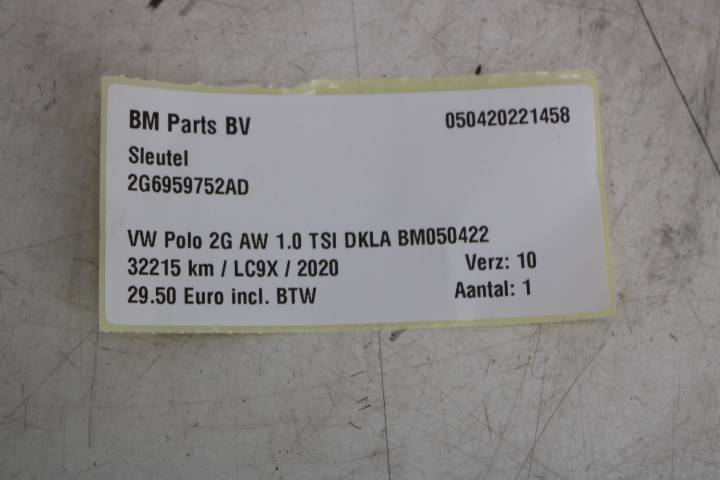 BM Parts BV 050420221458
Sleutel
2G6959752AD
VW Polo 2G AW 1.0 TSI DKLA BM050422
32215 km / LC9X / 2020 Verz: 10
29.50 Euro incl. BTW Aantal: 1